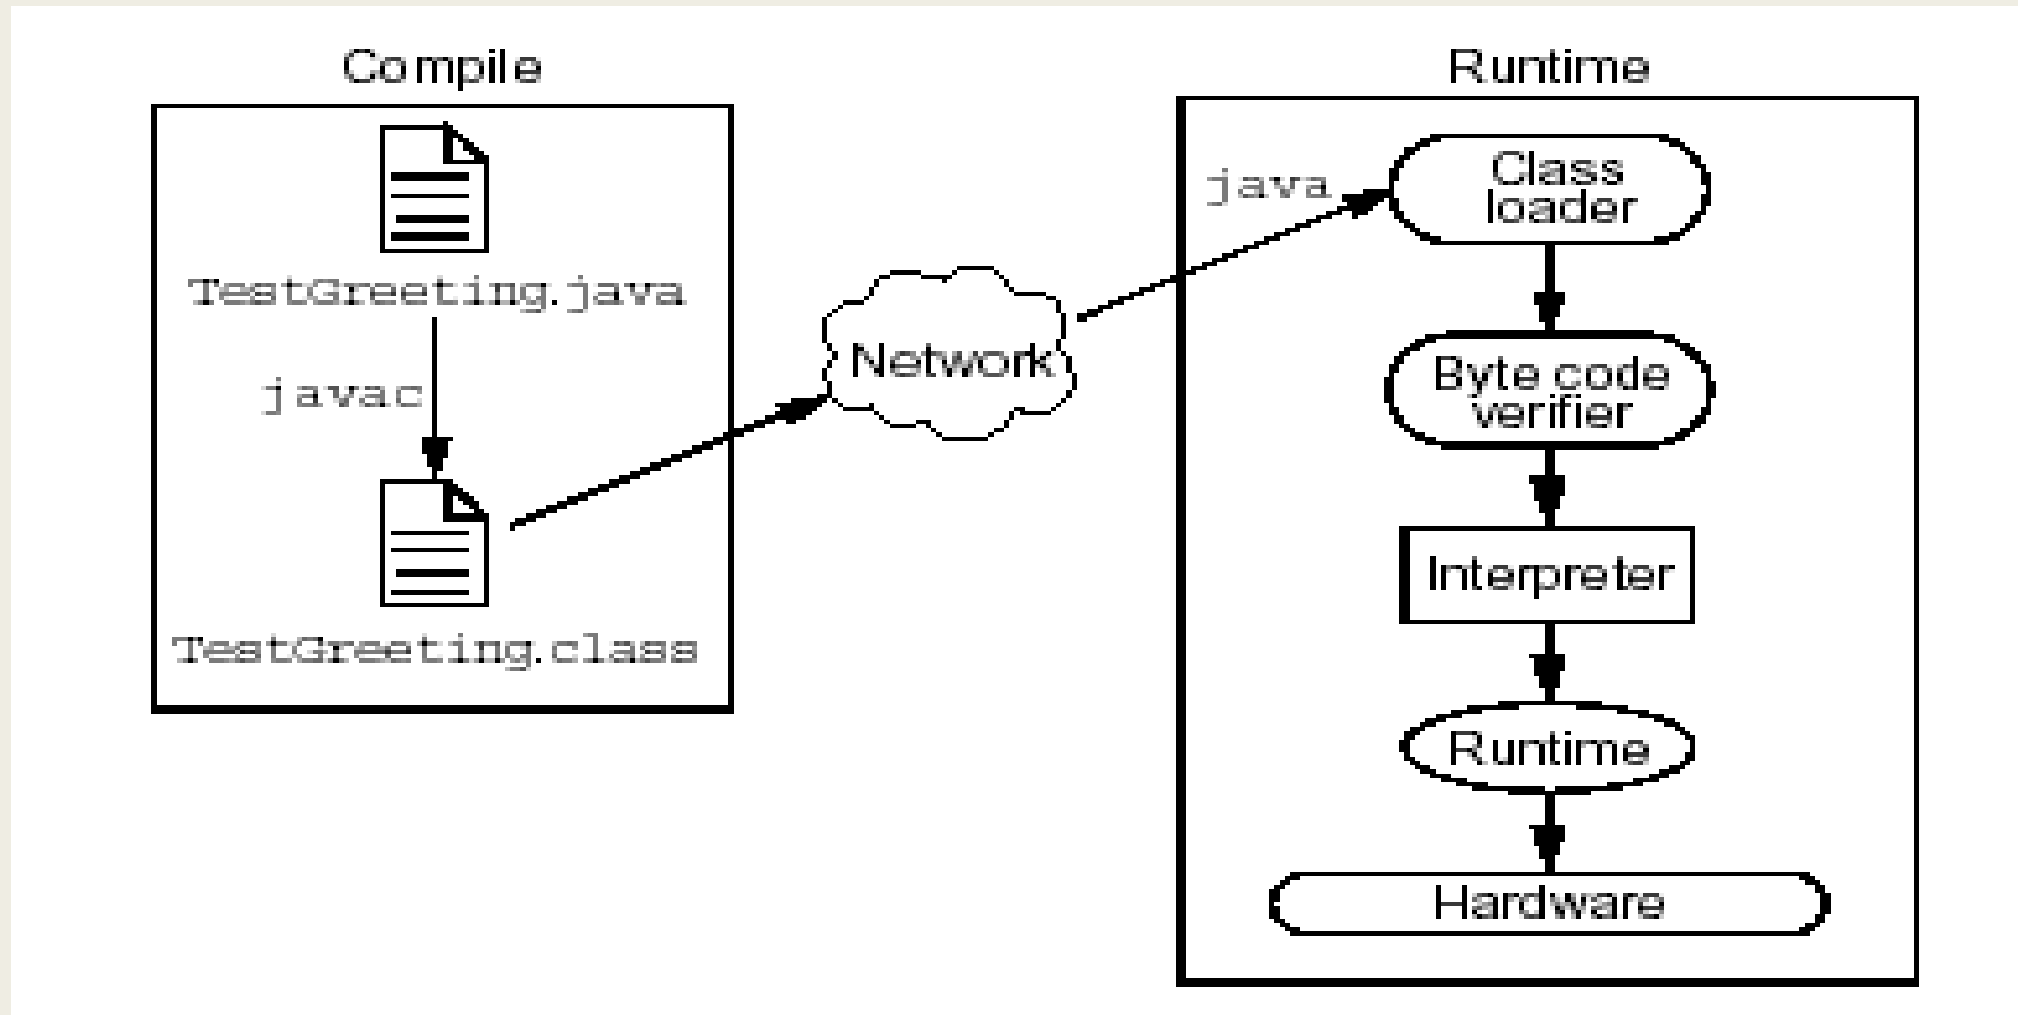 Compile
TestGreeting.java
javac
TestGreeting.class
Network
Runtime
java
Class
loader
Byte code
verifier
Interpreter
Runtime
Hardware